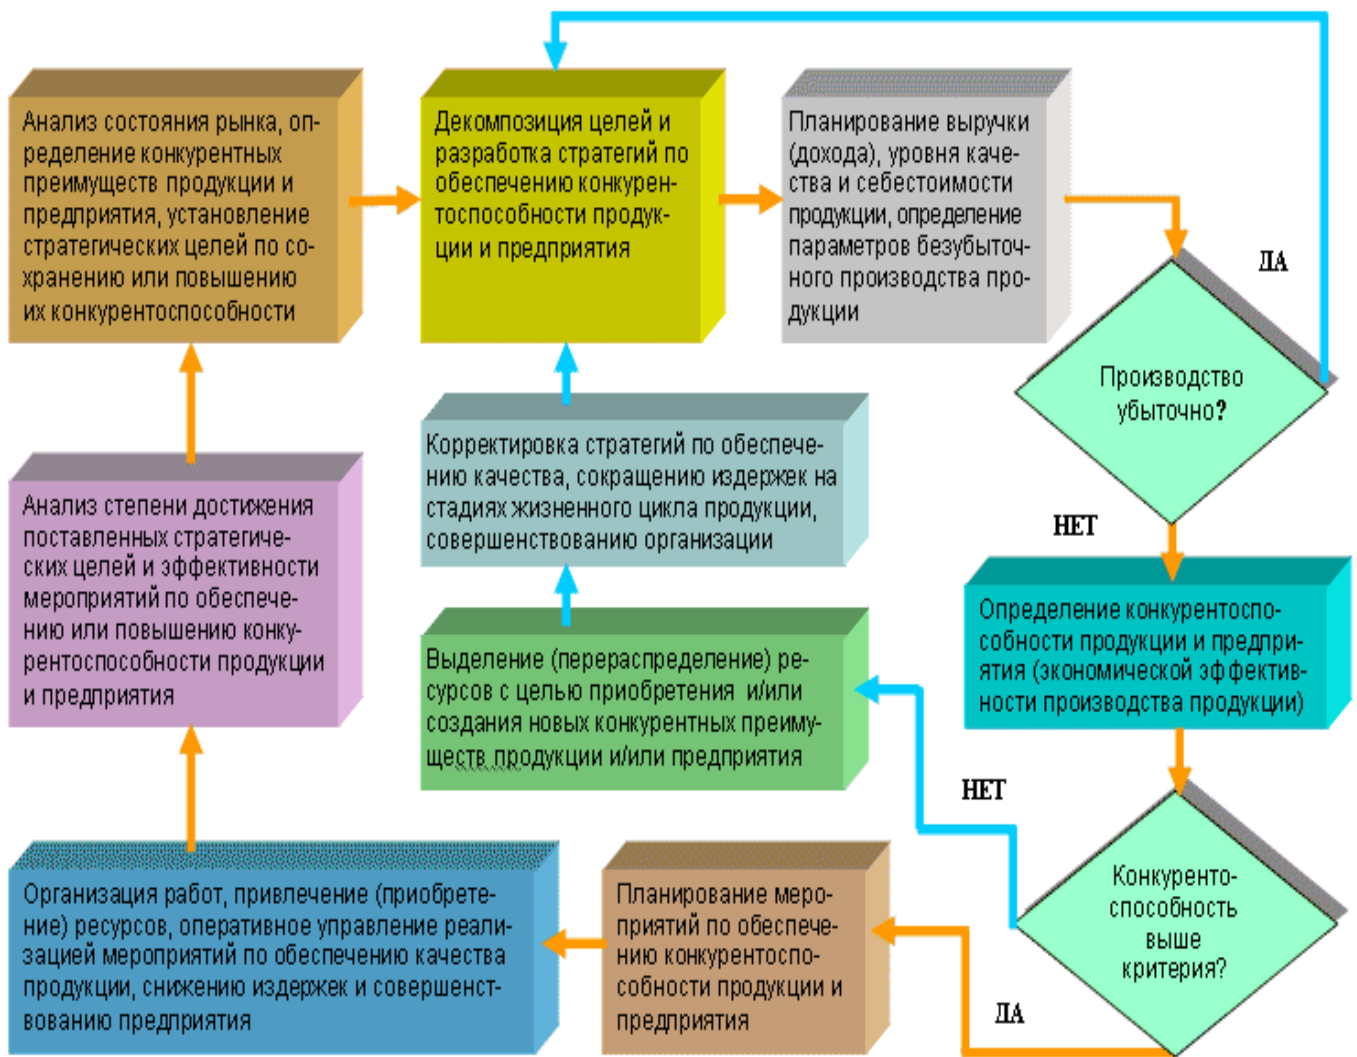 Анализ состояния рынка, оп-
ределение конкурентных
преимуществ продукции и
предприятия, установление
стратегических целей по со-
хранению или повышению
их конкурентоспособности
Декомпозиция целей и
разработка стратегий по
обеспечению конкурен-
тоспособности продук-
ции и предприятия
Планирование выручки
(дохода), уровня каче-
ства и себестоимости
продукции, определение
параметров безубыточ-
ного производства про-
дукции
ДА
Производство
убыточно?
НЕТ
Корректировка стратегий по обеспече-
нию качества, сокращению издержек на
стадиях жизненного цикла продукции,
совершенствованию организации
Анализ степени достижения
поставленных стратегиче-
ских целей и эффективности
мероприятий по обеспече-
нию или повышению конку-
рентоспособности продукции
и предприятия
Определение конкурентоспо-
собности продукции и предпри-
ятия (экономической эффектив-
ности производства продукции)
Выделение (перераспределение) ре-
сурсов с целью приобретения и/или
создания новых конкурентных преиму-
ществ продукции и/или предприятия
НЕТ
Конкуренто-
способность
выше
критерия?
ДА
Планирование меро-
приятий по обеспече-
нию конкурентоспо-
собности продукции и
предприятия
Организация работ, привлечение (приобрете-
ние) ресурсов, оперативное управление реали-
зацией мероприятий по обеспечению качества
продукции, снижению издержек и совершенст-
вованию предприятия